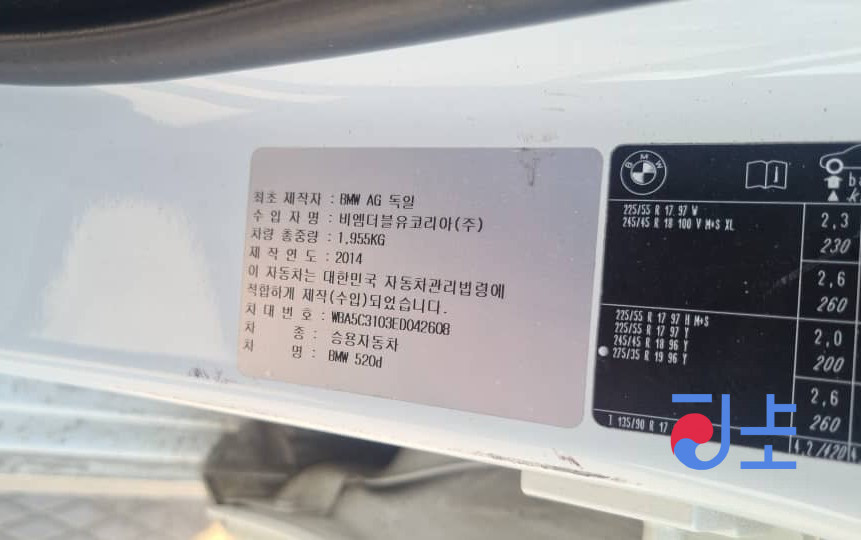 최초 제작자 : BMW AG 독일
수 입 자 명 : 비엠더블유코리아(주)
차량 총중량 : 1,955KG
제 작 연 도 : 2014
이 자동차는 대한민국 자동차관리법령에
적합하게 제작(수입)되었습니다.
차 대 번 호 : WBA5C3103ED042608
차 종 : 승용자동차
차 명 : BMW 520d
BMW
225/55 R 17 97 W
245/45 R 18 100 V M+S XL
2,3
230
2,6
260
225/55 R 17 97 H M+S
225/55 R 17 97 Y
245/45 R 18 96 Y
275/35 R 19 96 Y
2,0
200
2,6
260
T 135/90 R 17
4,2/420